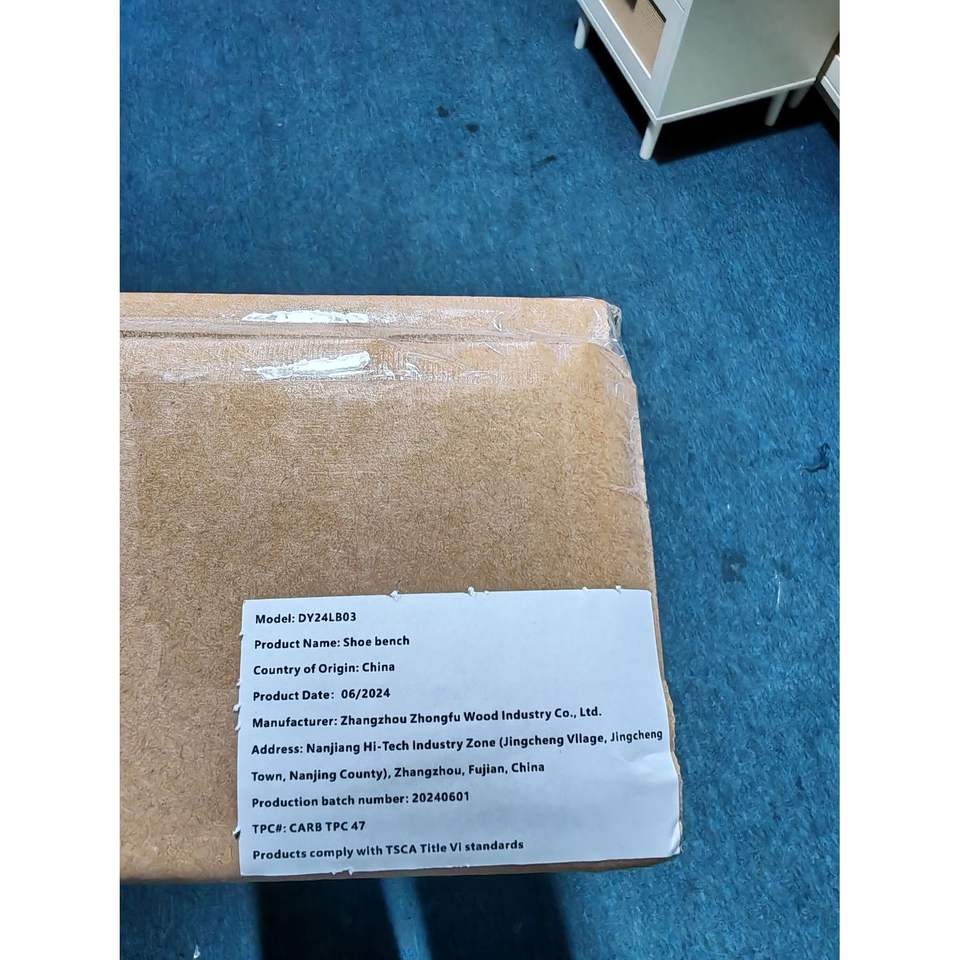 Model: DY24LB03
Product Name: Shoe bench
Country of Origin: China
Product Date: 06/2024
Manufacturer: Zhangzhou Zhongfu Wood Industry Co., Ltd.
Address: Nanjiang Hi-Tech Industry Zone (Jingcheng Vllage, Jingcheng
Town, Nanjing County), Zhangzhou, Fujian, China
Production batch number: 20240601
TPC#: CARB TPC 47
Products comply with TSCA Title Vi standards